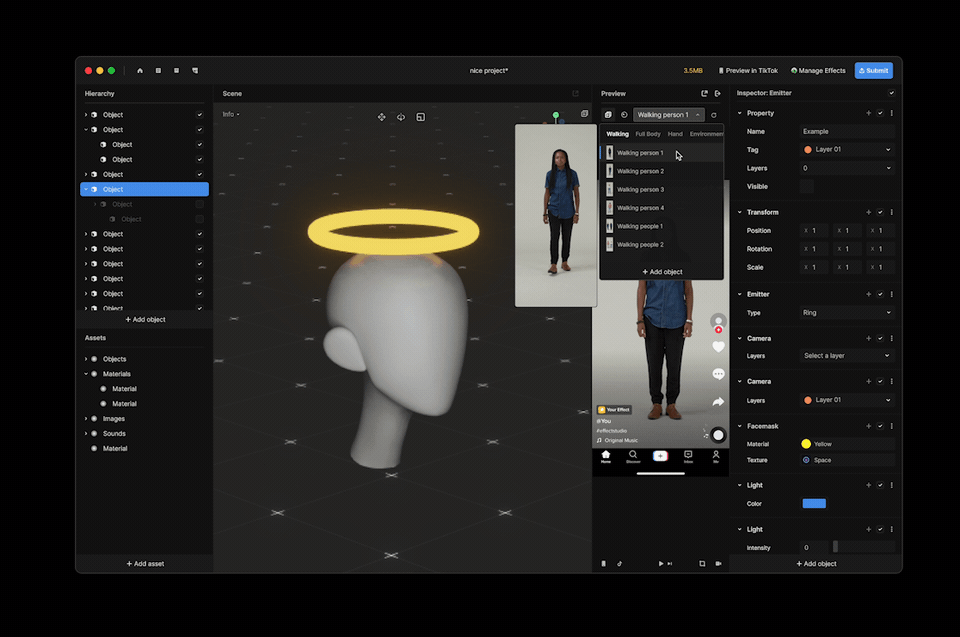 nice project*
3.5MB
Preview in TikTok
Manage Effects
Submit
Hierarchy
Object
Object
Object
Object
Object
Object
Object
Object
Object
Object
Object
Object
Object
Object
+ Add object
Assets
Objects
Materials
Material
Material
Images
Sounds
Material
+ Add asset
Scene
Info
Preview
Walking person 1
Walking Full Body Hand Environmen
Walking person 1
Walking person 2
Walking person 3
Walking person 4
Walking people 1
Walking people 2
+ Add object
Your Effect
@You
#effectstudio
Original Music
Home Discover Inbox Me
Inspector: Emitter
Property
Name Example
Tag Layer 01
Layers 0
Visible
Transform
Position X 1 X 1 X 1
Rotation X 1 X 1 X 1
Scale X 1 X 1 X 1
Emitter
Type Ring
Camera
Layers Select a layer
Camera
Layers Layer 01
Facemask
Material Yellow
Texture Space
Light
Color
Light
Intensity 0
+ Add object